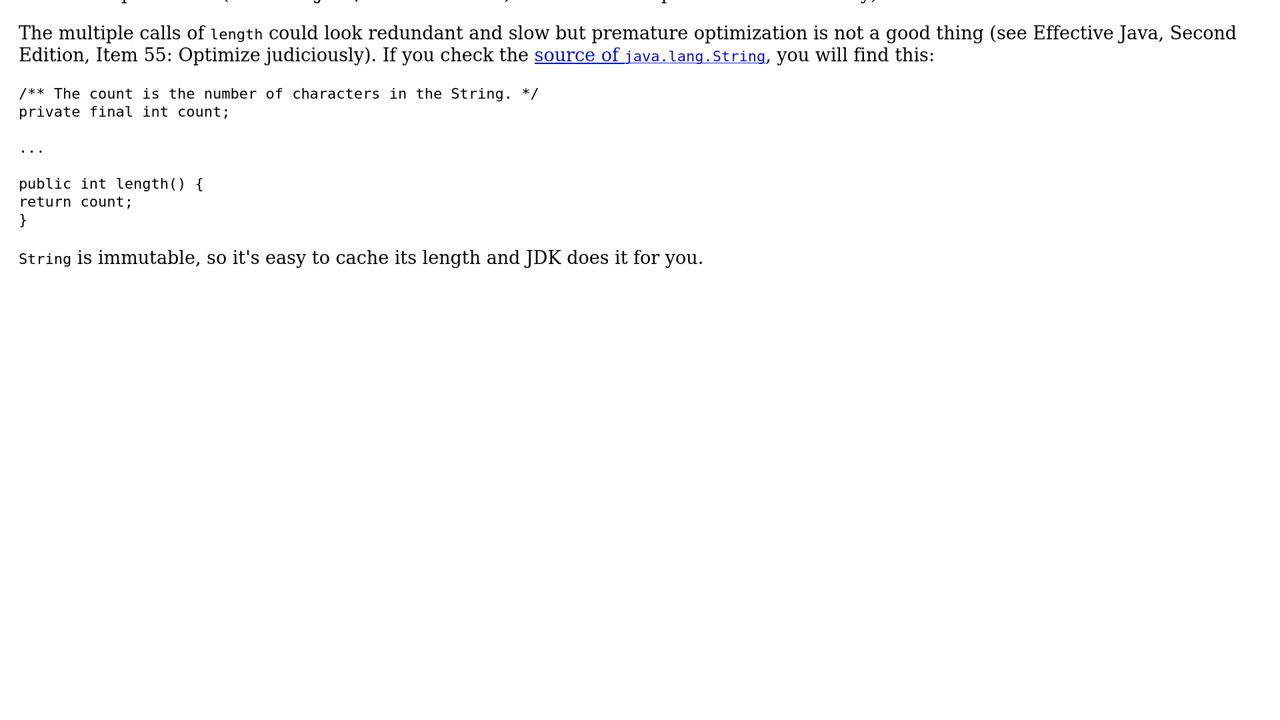 The multiple calls of length could look redundant and slow but premature optimization is not a good thing (see Effective Java, Second
Edition, Item 55: Optimize judiciously). If you check the source of java.lang.String, you will find this:
/** The count is the number of characters in the String. */
private final int count;
...
public int length() {
return count;
}
String is immutable, so it's easy to cache its length and JDK does it for you.